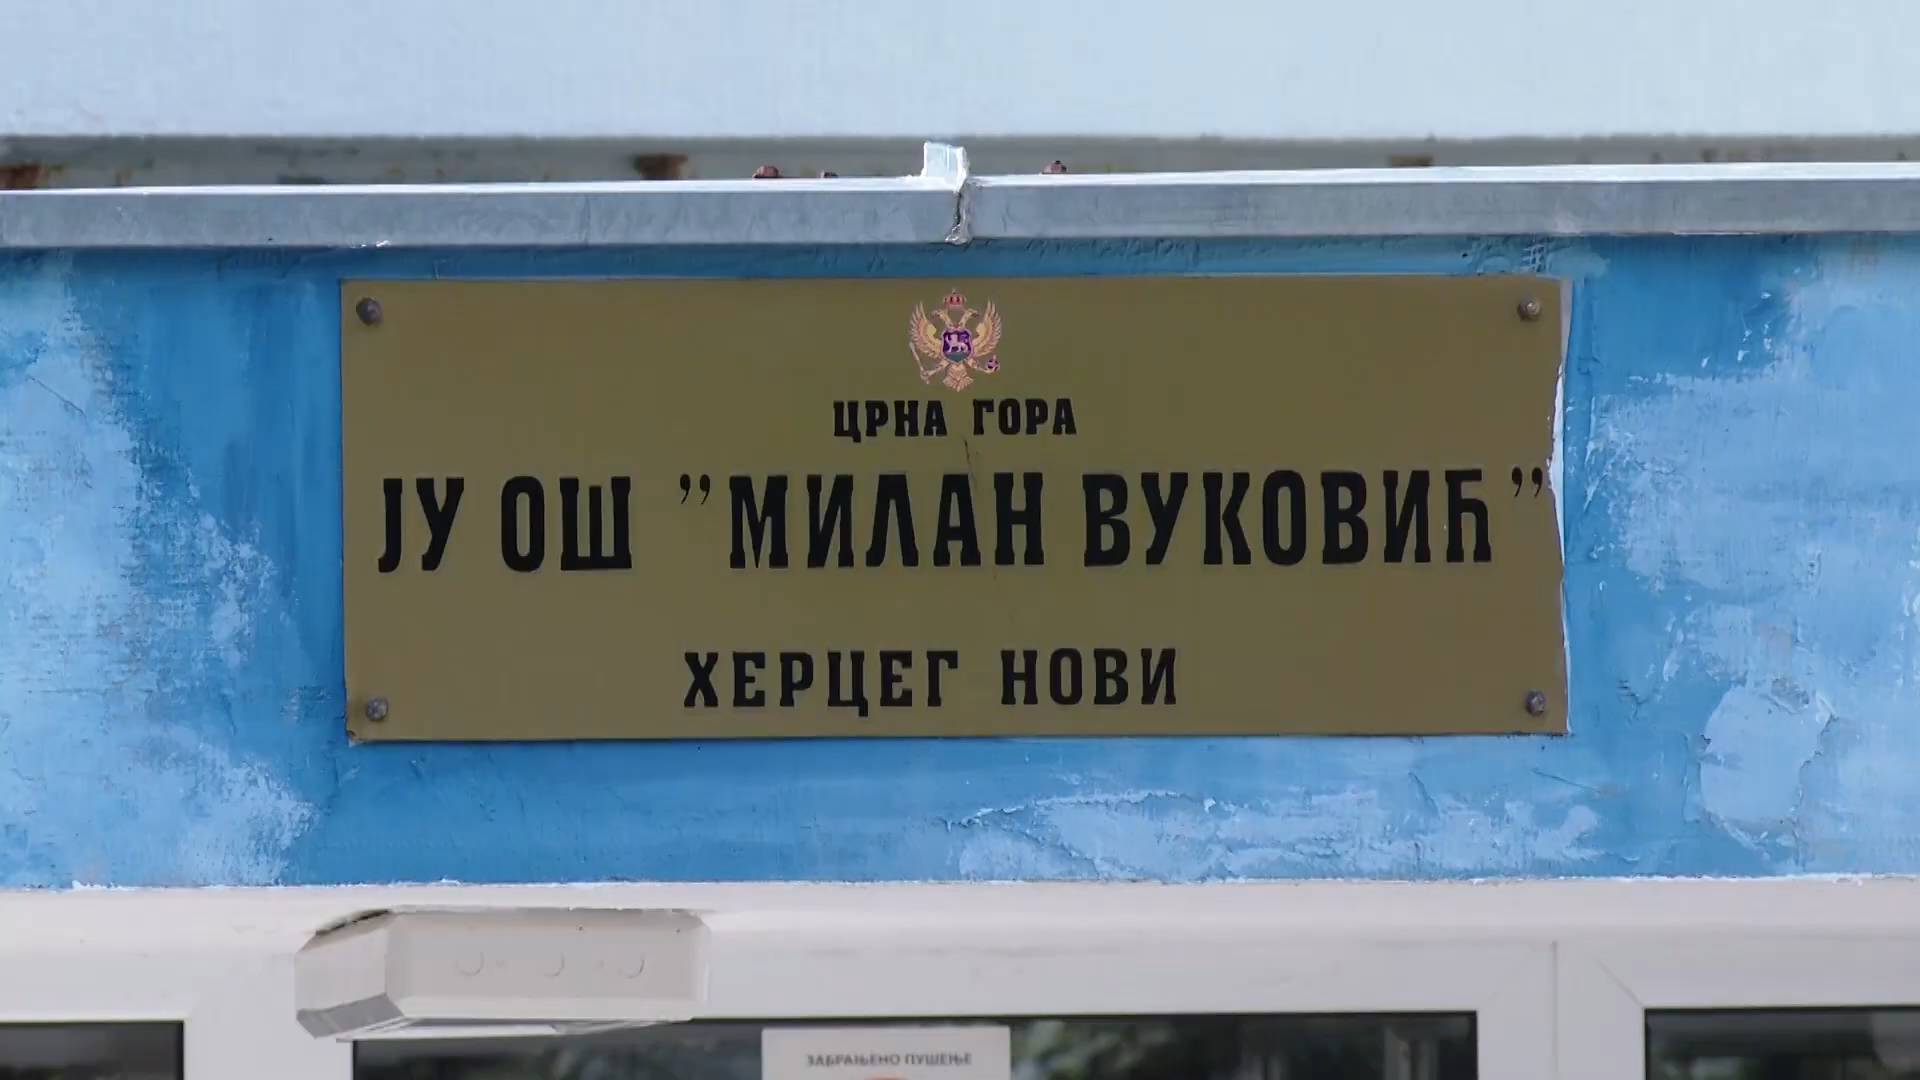 ЦРНА ГОРА
ЈУ ОШ ”МИЛАН ВУКОВИЋ”
ХЕРЦЕГ НОВИ
ЗАБРАЊЕНО ПУШЕЊЕ